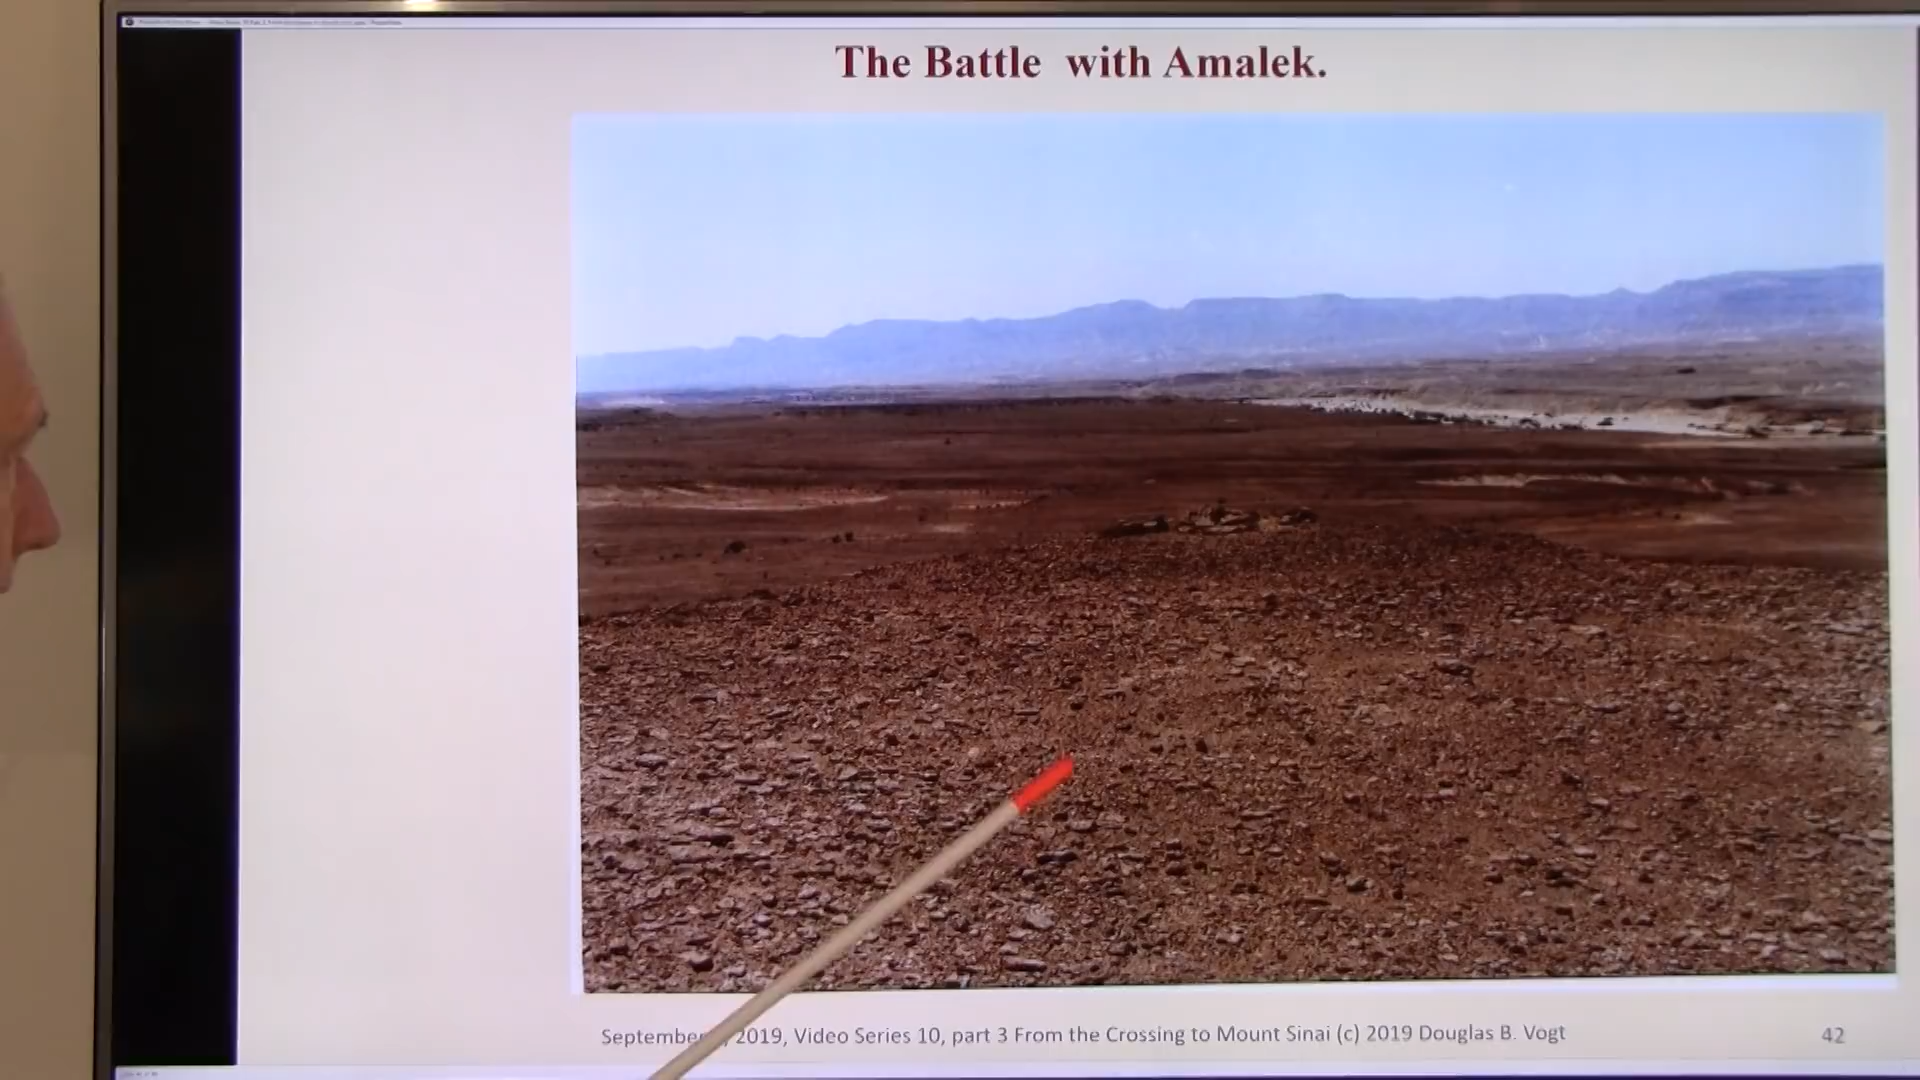 The Battle with Amalek.
September , 2019, Video Series 10, part 3 From the Crossing to Mount Sinai (c) 2019 Douglas B. Vogt
42